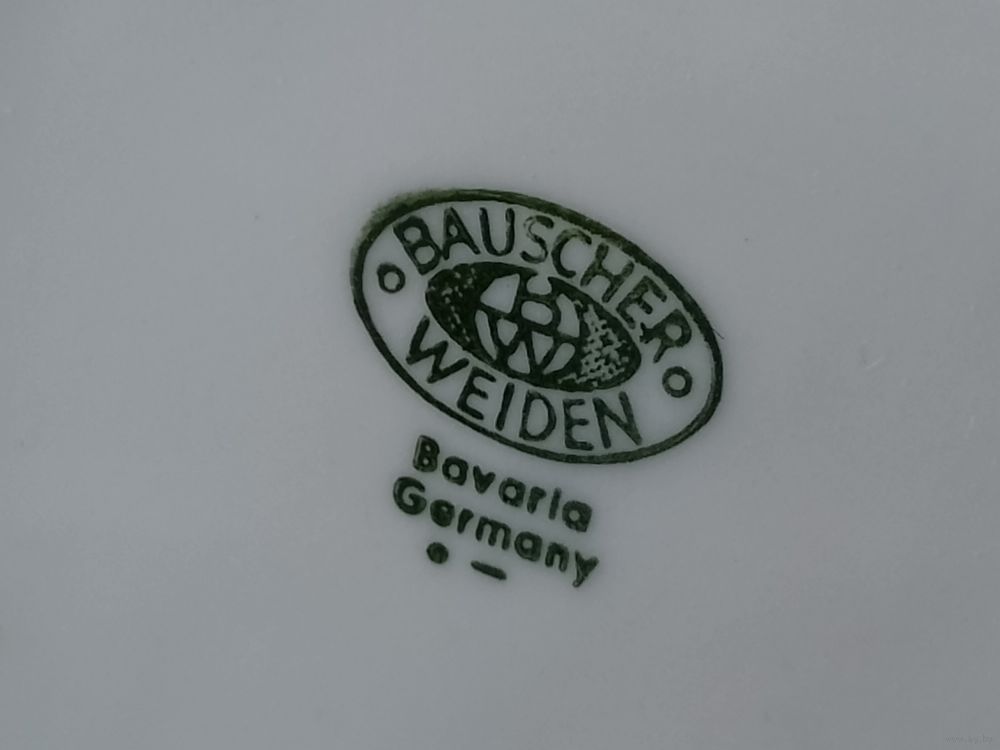 BAUSCHER
WEIDEN
Bavaria
Germany